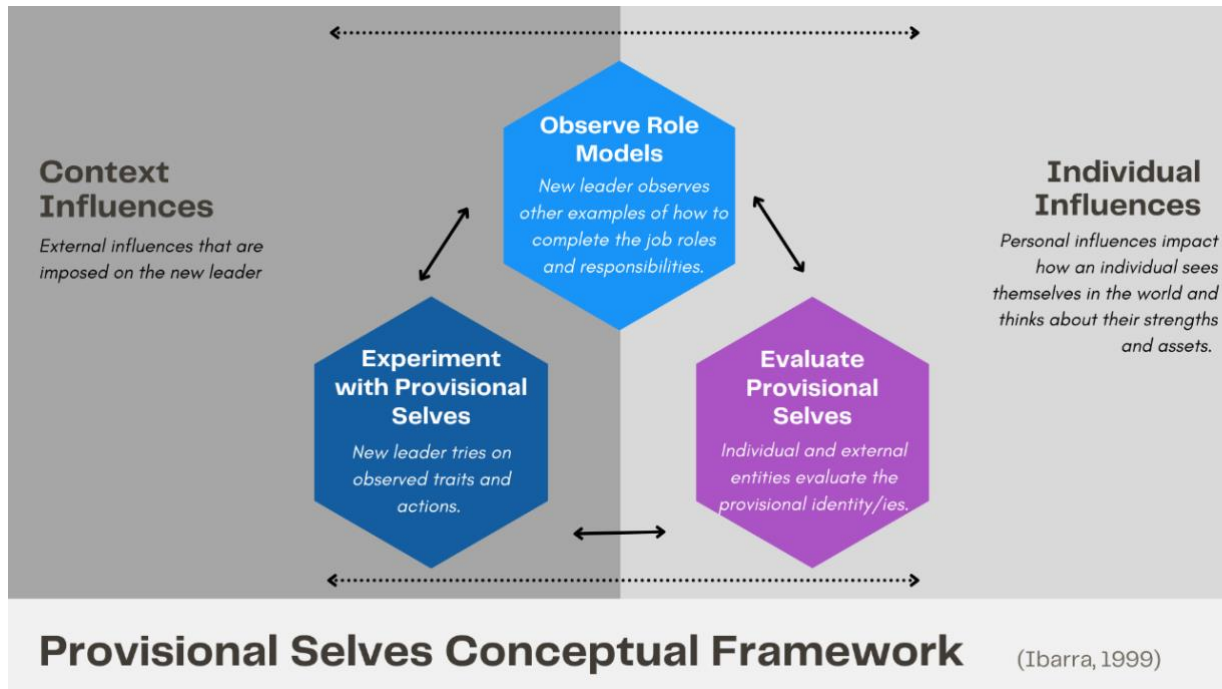 Context
Influences
External influences that are
imposed on the new leader
Observe Role
Models
New leader observes
other examples of how to
complete the job roles
and responsibilities.
Individual
Influences
Personal influences impact
how an individual sees
themselves in the world and
thinks about their strengths
and assets.
Experiment
with Provisional
Selves
New leader tries on
observed traits and
actions.
Evaluate
Provisional
Selves
Individual and external
entities evaluate the
provisional identity/ies.
Provisional Selves Conceptual Framework (Ibarra, 1999)